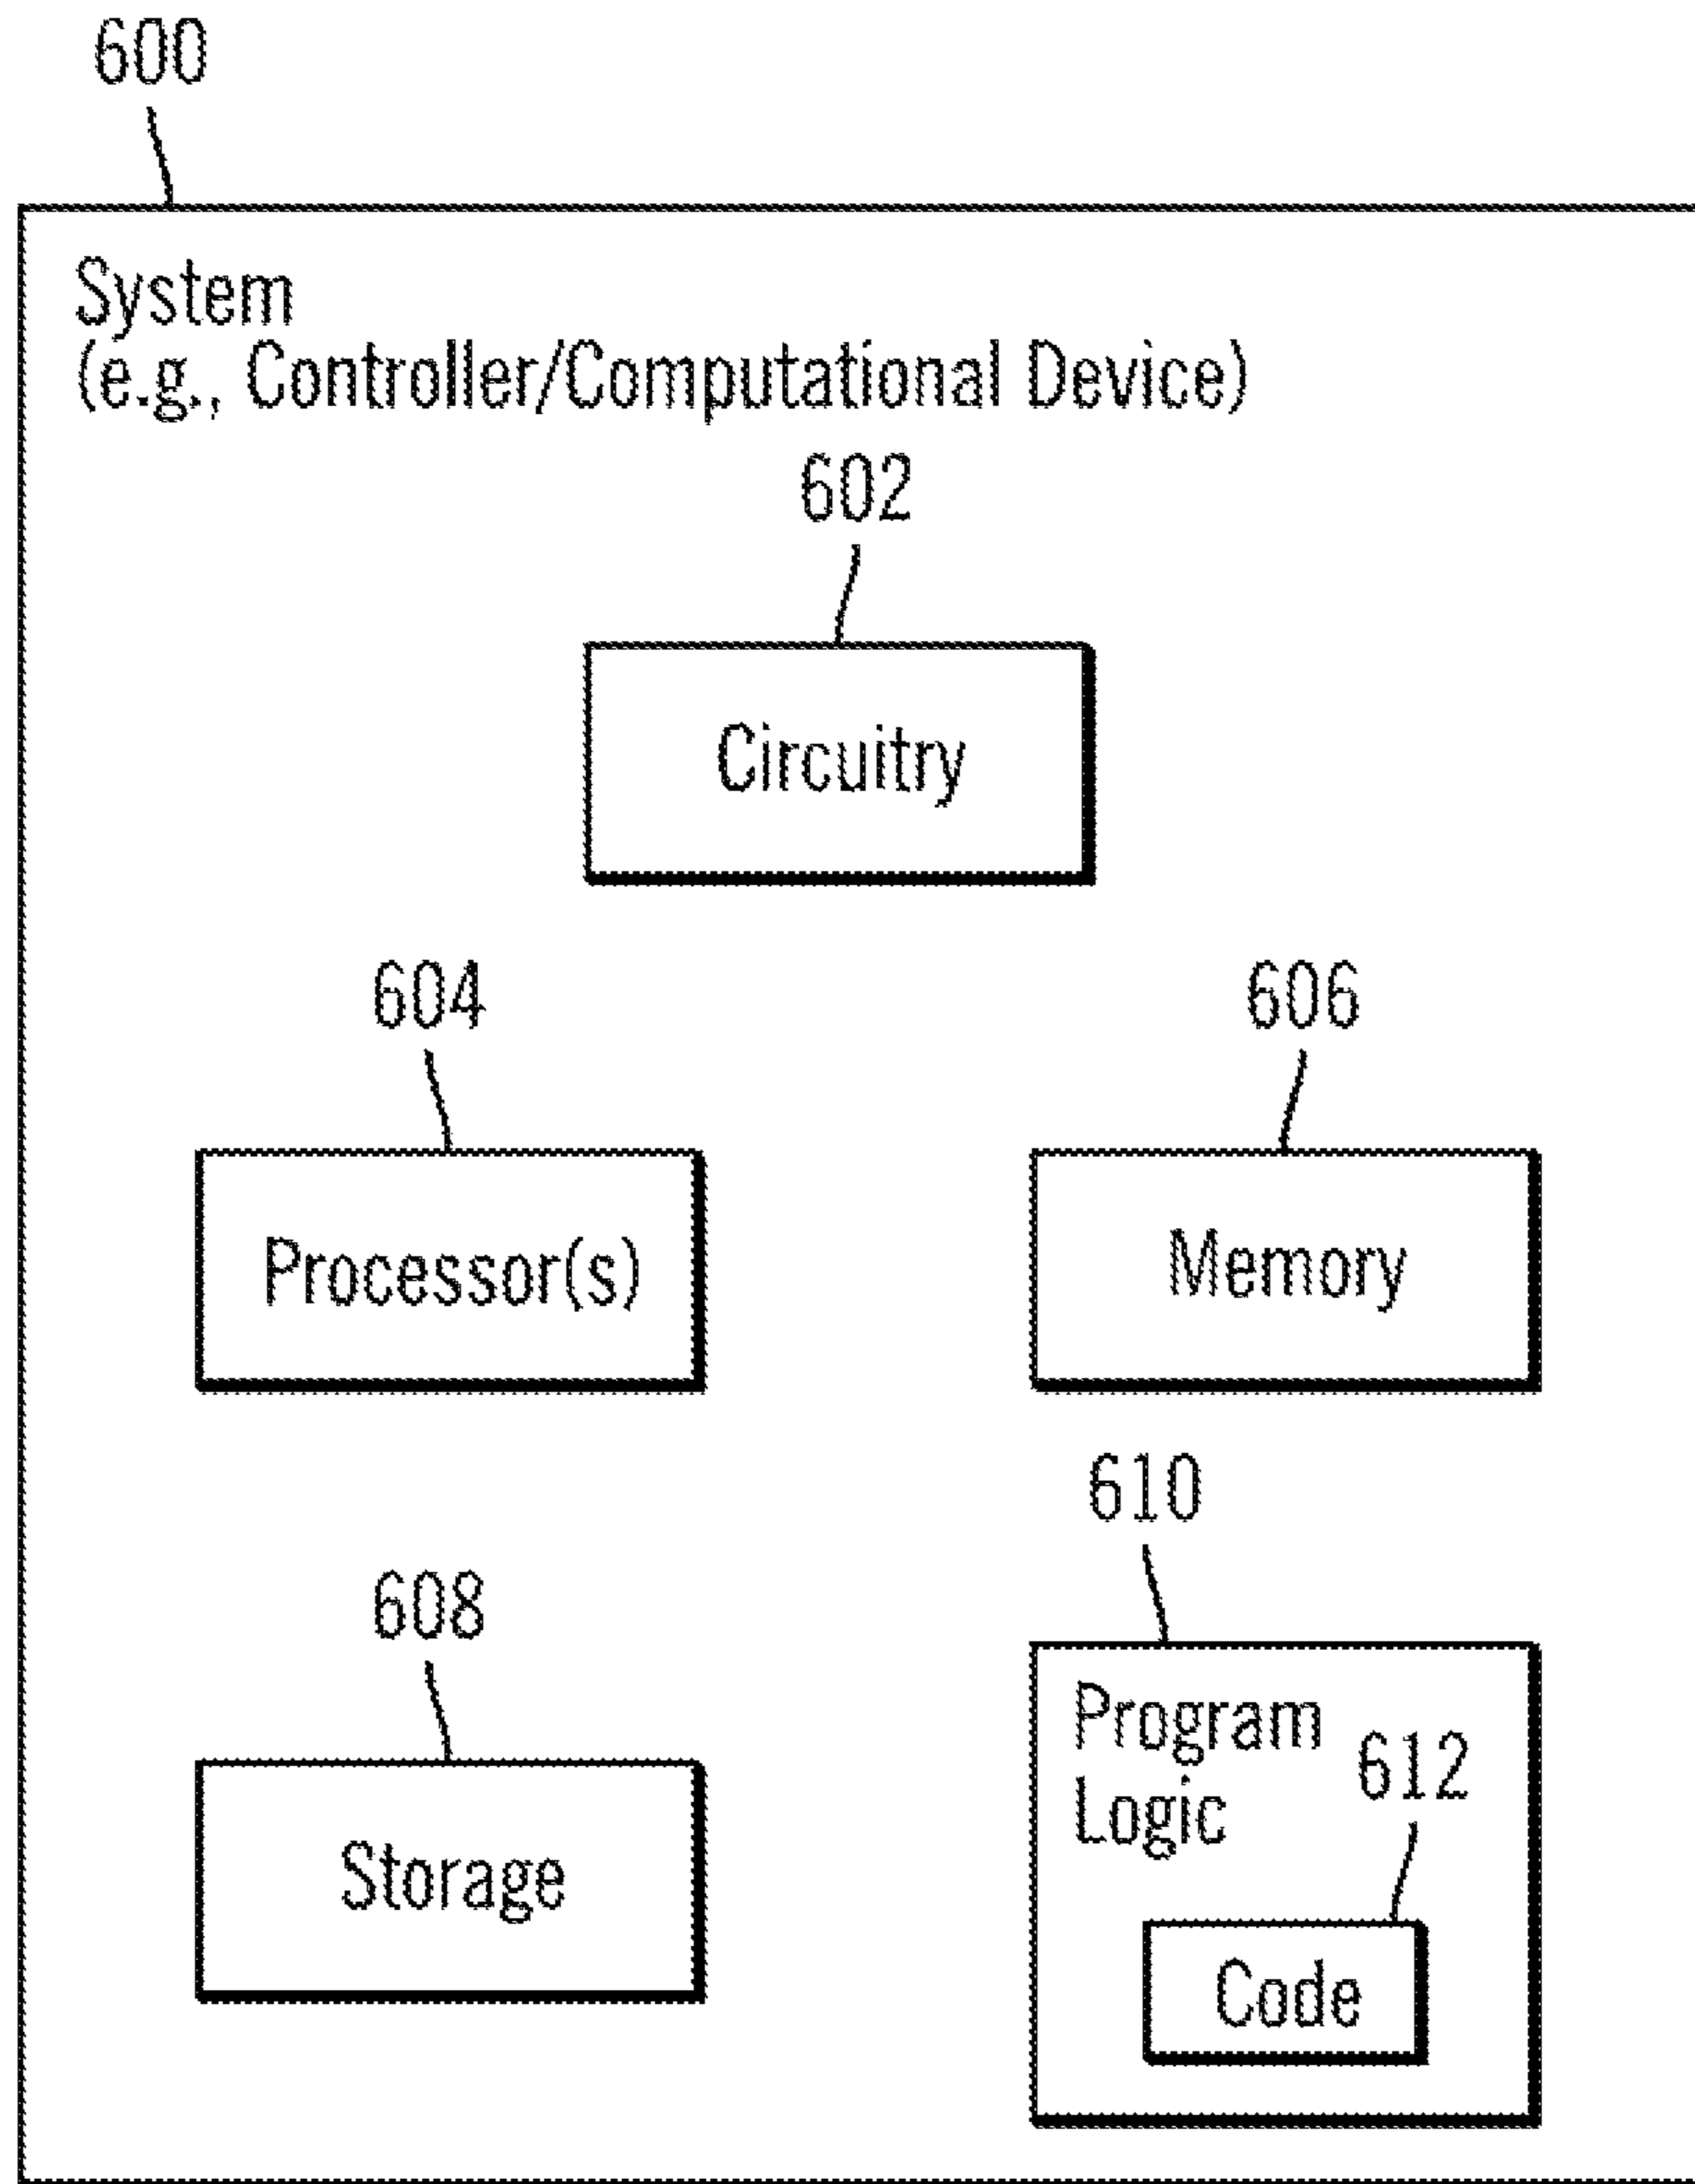 600
System
(e.g., Controller/Computational Device)
602
Circuitry
604
606
Processor(s)
Memory
610
608
Program
Logic
612
Storage
Code